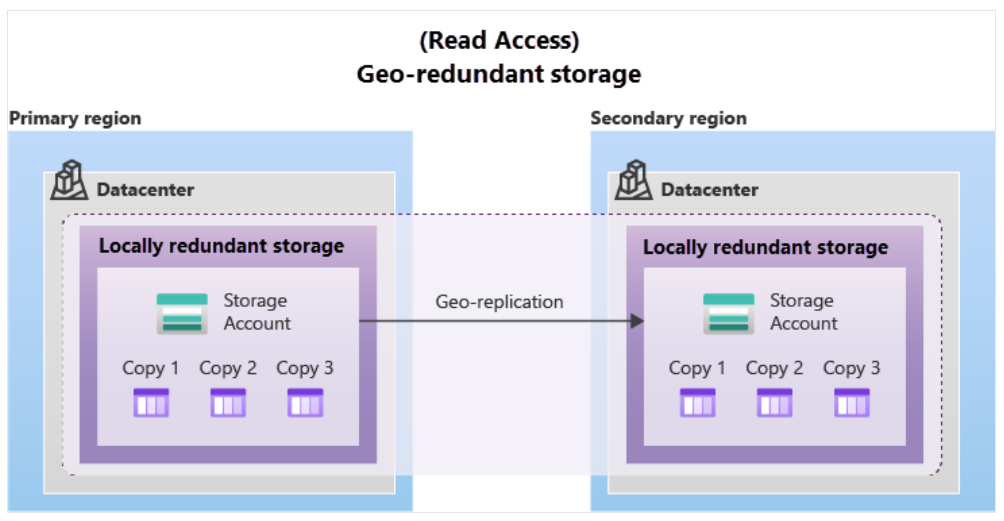 (Read Access)
Geo-redundant storage
Primary region
Secondary region
Datacenter
Datacenter
Locally redundant storage
Locally redundant storage
Storage
Account
Geo-replication
Storage
Account
Copy 1 Copy 2 Copy 3
Copy 1 Copy 2 Copy 3